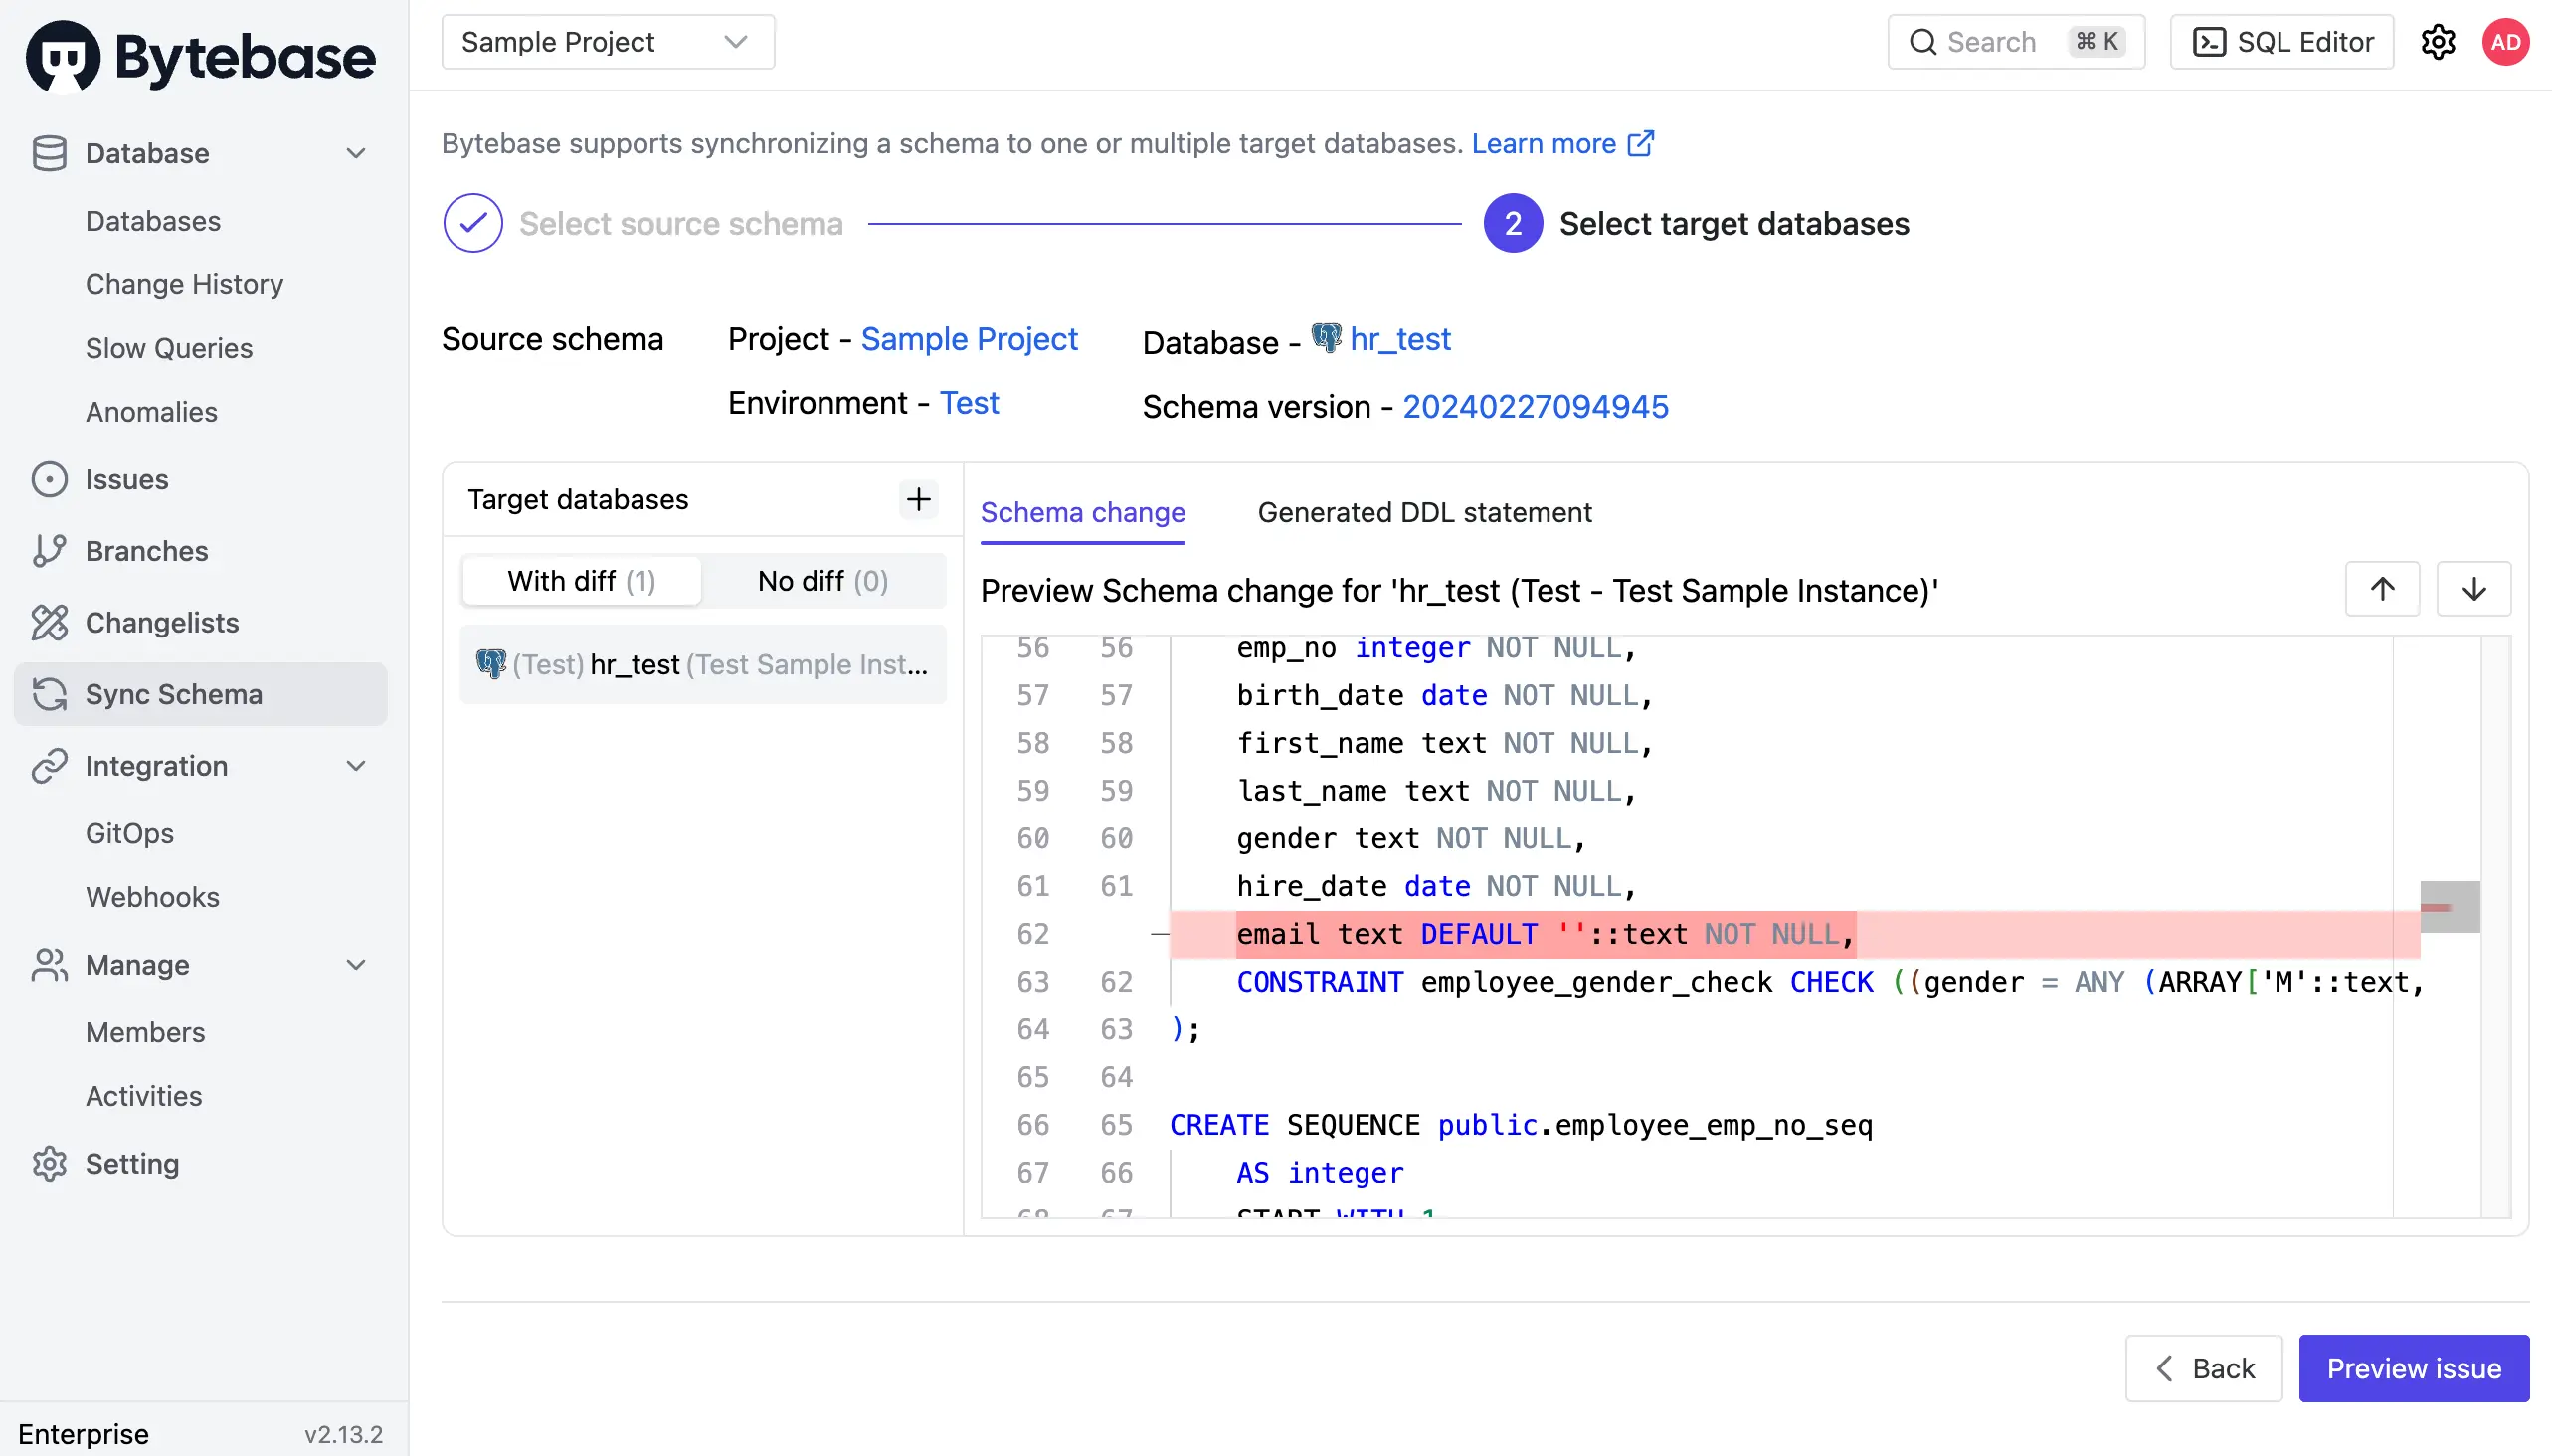 Bytebase
Sample Project
Search ⌘ K
SQL Editor
AD
Database
Databases
Change History
Slow Queries
Anomalies
Issues
Branches
Changelists
Sync Schema
Integration
GitOps
Webhooks
Manage
Members
Activities
Setting
Enterprise v2.13.2
Bytebase supports synchronizing a schema to one or multiple target databases. Learn more
Select source schema
2 Select target databases
Source schema
Project - Sample Project
Database - hr_test
Environment - Test
Schema version - 20240227094945
Target databases
With diff (1)
No diff (0)
(Test) hr_test (Test Sample Inst...
Schema change
Generated DDL statement
Preview Schema change for 'hr_test (Test - Test Sample Instance)'
56 56 emp_no integer NOT NULL,
57 57 birth_date date NOT NULL,
58 58 first_name text NOT NULL,
59 59 last_name text NOT NULL,
60 60 gender text NOT NULL,
61 61 hire_date date NOT NULL,
62 — email text DEFAULT ''::text NOT NULL,
63 62 CONSTRAINT employee_gender_check CHECK ((gender = ANY (ARRAY['M'::text,
64 63 );
65 64
66 65 CREATE SEQUENCE public.employee_emp_no_seq
67 66 AS integer
68 67 START WITH 1
Back
Preview issue